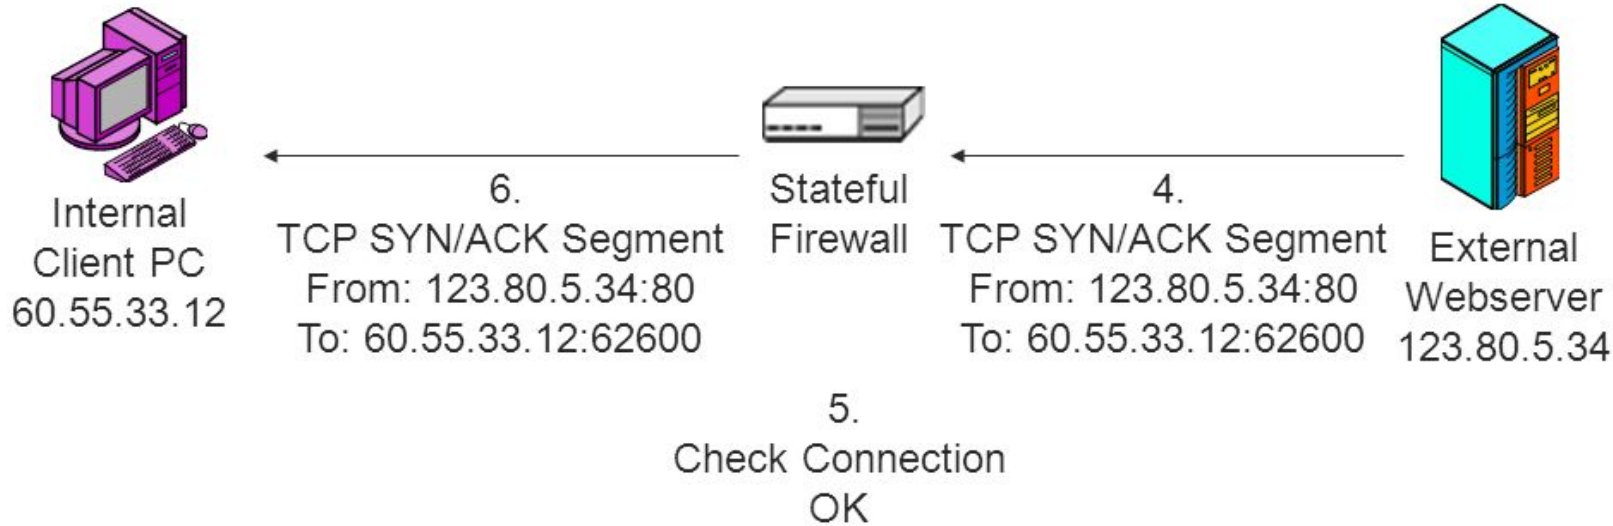 Internal
Client PC
60.55.33.12
6.
TCP SYN/ACK Segment
From: 123.80.5.34:80
To: 60.55.33.12:62600
Stateful
Firewall
4.
TCP SYN/ACK Segment
From: 123.80.5.34:80
To: 60.55.33.12:62600
External
Webserver
123.80.5.34
5.
Check Connection
OK